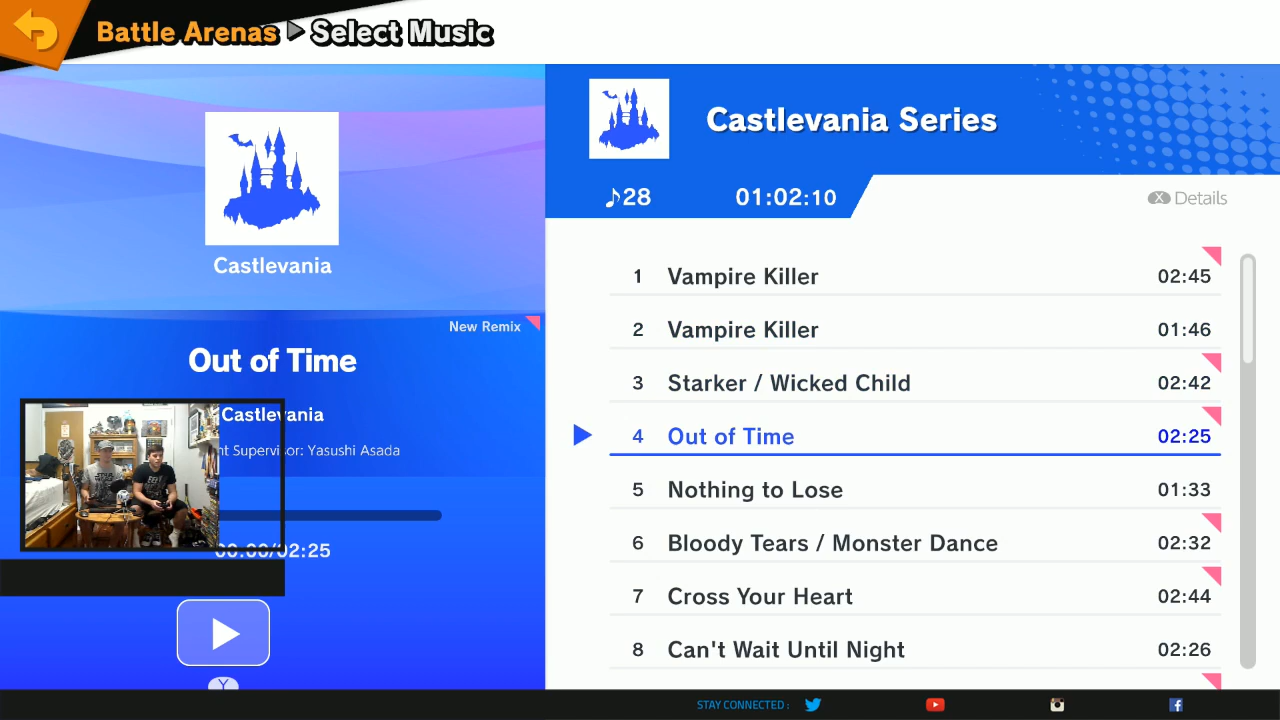 Battle Arenas Select Music
Castlevania
New Remix
Out of Time
Castlevania
nt Supervisor: Yasushi Asada
00:00/02:25
Y
Castlevania Series
♪28 01:02:10
X Details
1 Vampire Killer 02:45
2 Vampire Killer 01:46
3 Starker / Wicked Child 02:42
4 Out of Time 02:25
5 Nothing to Lose 01:33
6 Bloody Tears / Monster Dance 02:32
7 Cross Your Heart 02:44
8 Can't Wait Until Night 02:26
STAY CONNECTED :